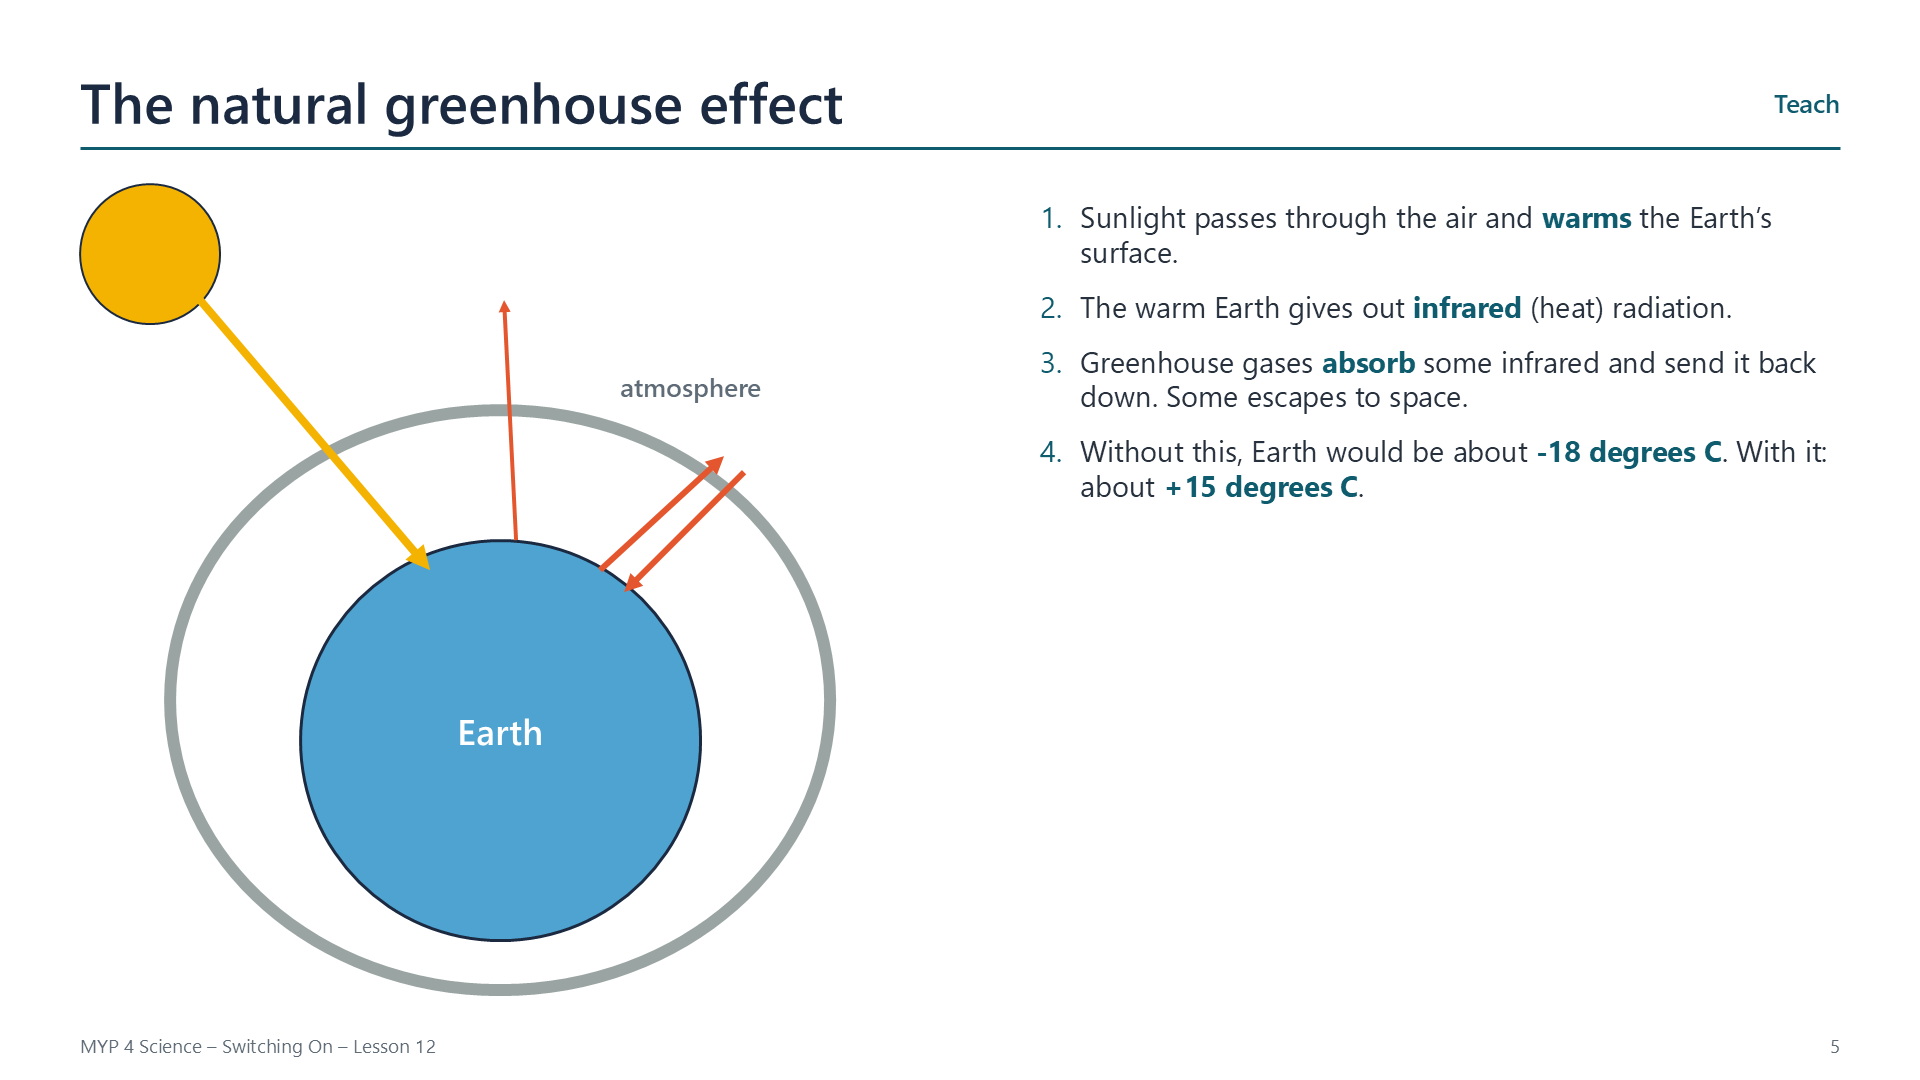 The natural greenhouse effect
Teach
atmosphere
Earth
1. Sunlight passes through the air and warms the Earth’s
surface.
2. The warm Earth gives out infrared (heat) radiation.
3. Greenhouse gases absorb some infrared and send it back
down. Some escapes to space.
4. Without this, Earth would be about -18 degrees C. With it:
about +15 degrees C.
MYP 4 Science – Switching On – Lesson 12
5